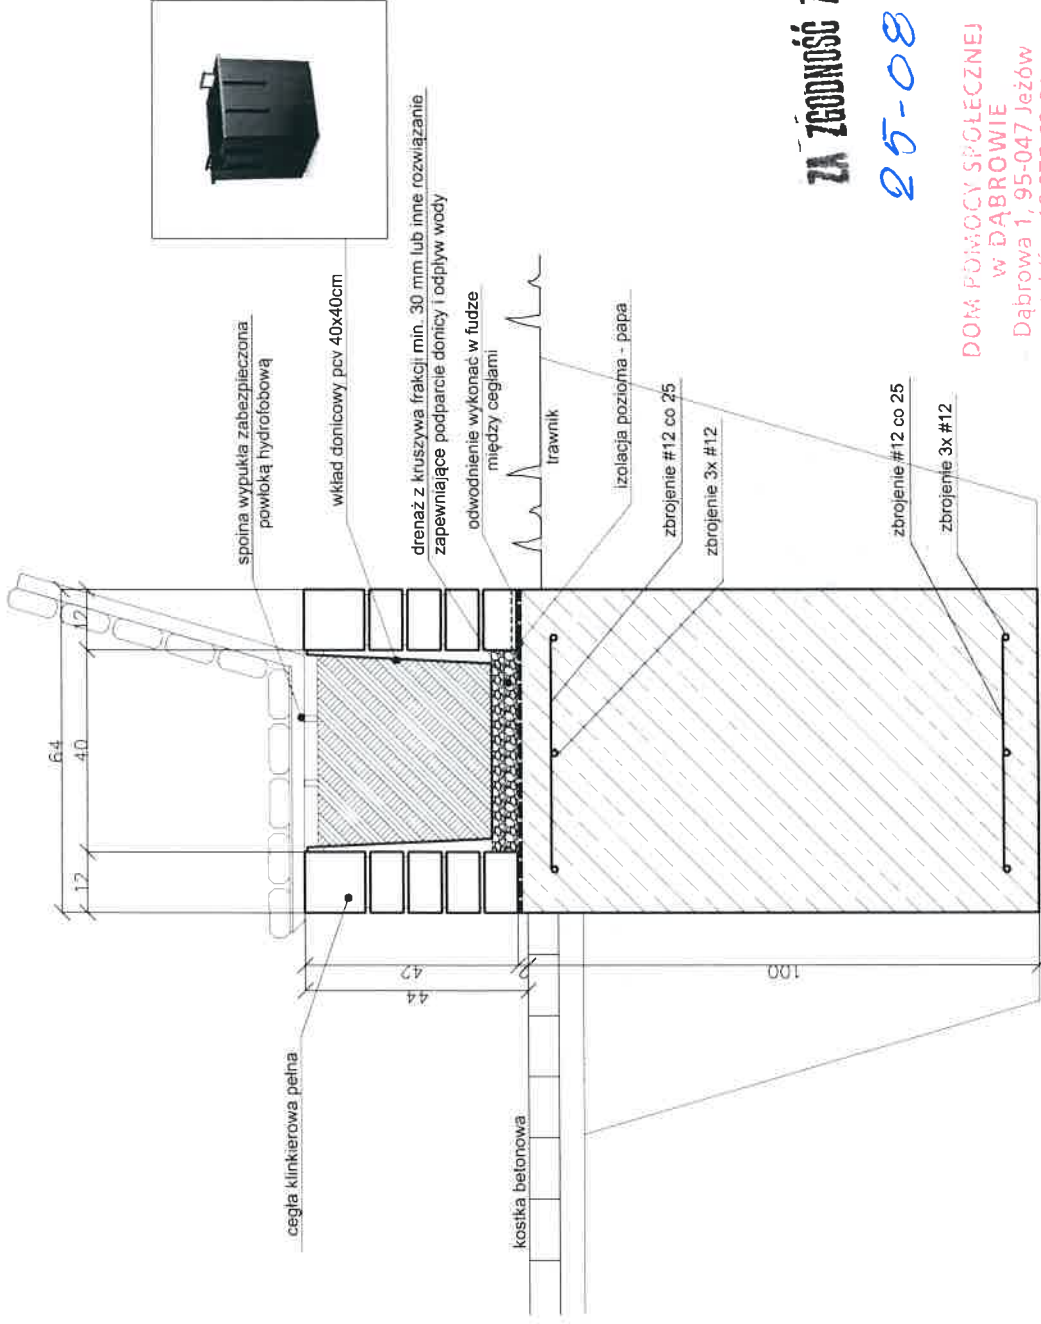 spoina wypukła zabezpieczona
powłoką hydrofobową
wkład donicowy pcv 40x40cm
drenaż z kruszywa frakcji min. 30 mm lub inne rozwiązanie
zapewniające podparcie donicy i odpływ wody
odwodnienie wykonać w fudze
między cegłami
trawnik
izolacja pozioma - papa
zbrojenie #12 co 25
zbrojenie 3x #12
zbrojenie #12 co 25
zbrojenie 3x #12
cegła klinkierowa pełna
kostka betonowa
64
12
40
12
42
44
100
ZA ZGODNOŚĆ
25-08
DOM POMOCY SPOŁECZNEJ
W DĄBROWIE
Dąbrowa 1, 95-047 Jeżów